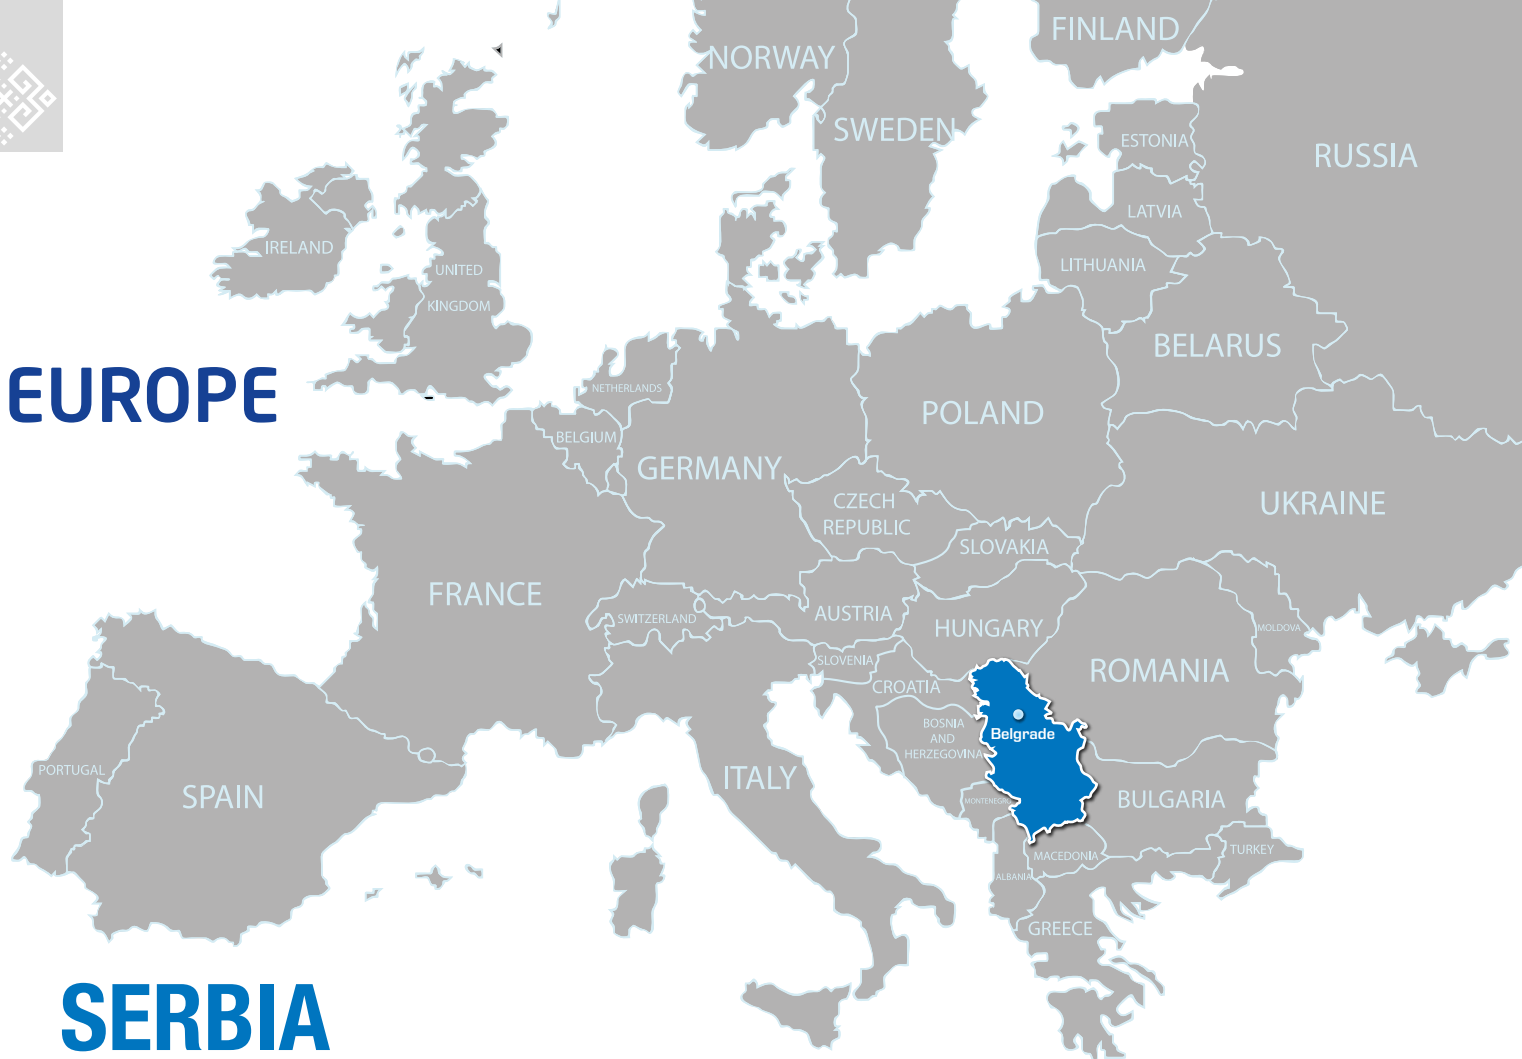 FINLAND
NORWAY
SWEDEN
ESTONIA
RUSSIA
LATVIA
IRELAND
LITHUANIA
UNITED
KINGDOM
BELARUS
EUROPE
NETHERLANDS
POLAND
BELGIUM
GERMANY
CZECH
REPUBLIC
UKRAINE
SLOVAKIA
FRANCE
SWITZERLAND
AUSTRIA
HUNGARY
MOLDOVA
SLOVENIA
ROMANIA
CROATIA
BOSNIA
AND
HERZEGOVINA
Belgrade
PORTUGAL
SPAIN
ITALY
MONTENEGRO
BULGARIA
TURKEY
MACEDONIA
ALBANIA
GREECE
SERBIA